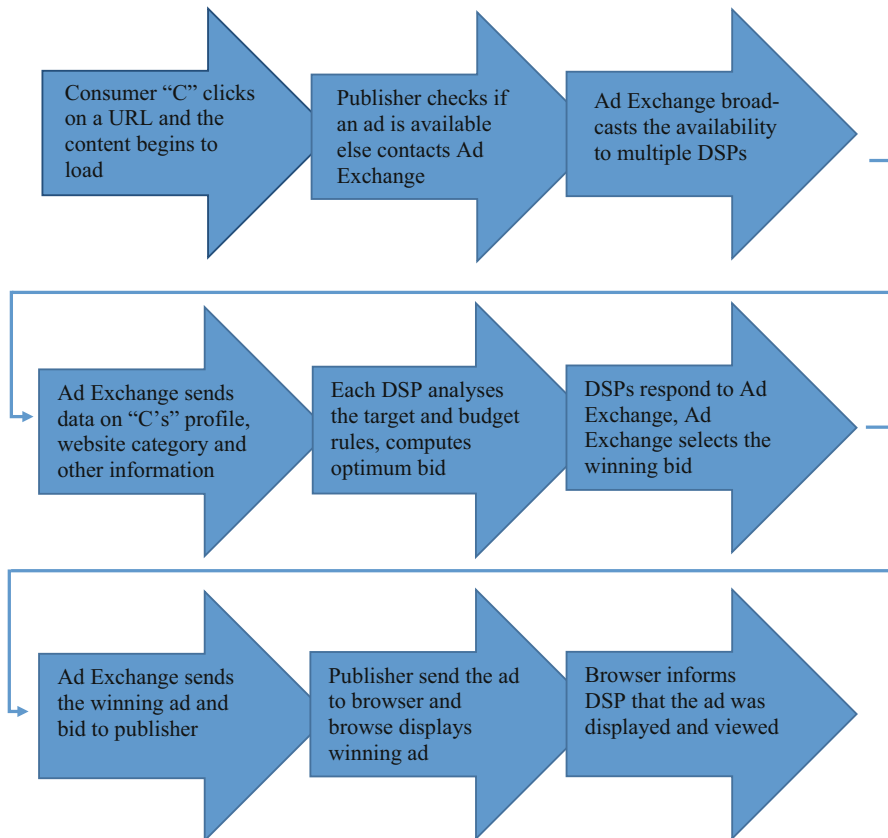 Consumer “C” clicks
on a URL and the
content begins to
load
Publisher checks if
an ad is available
else contacts Ad
Exchange
Ad Exchange broad-
casts the availability
to multiple DSPs
Ad Exchange sends
data on “C’s” profile,
website category and
other information
Each DSP analyses
the target and budget
rules, computes
optimum bid
DSPs respond to Ad
Exchange, Ad
Exchange selects the
winning bid
Ad Exchange sends
the winning ad and
bid to publisher
Publisher send the ad
to browser and
browse displays
winning ad
Browser informs
DSP that the ad was
displayed and viewed